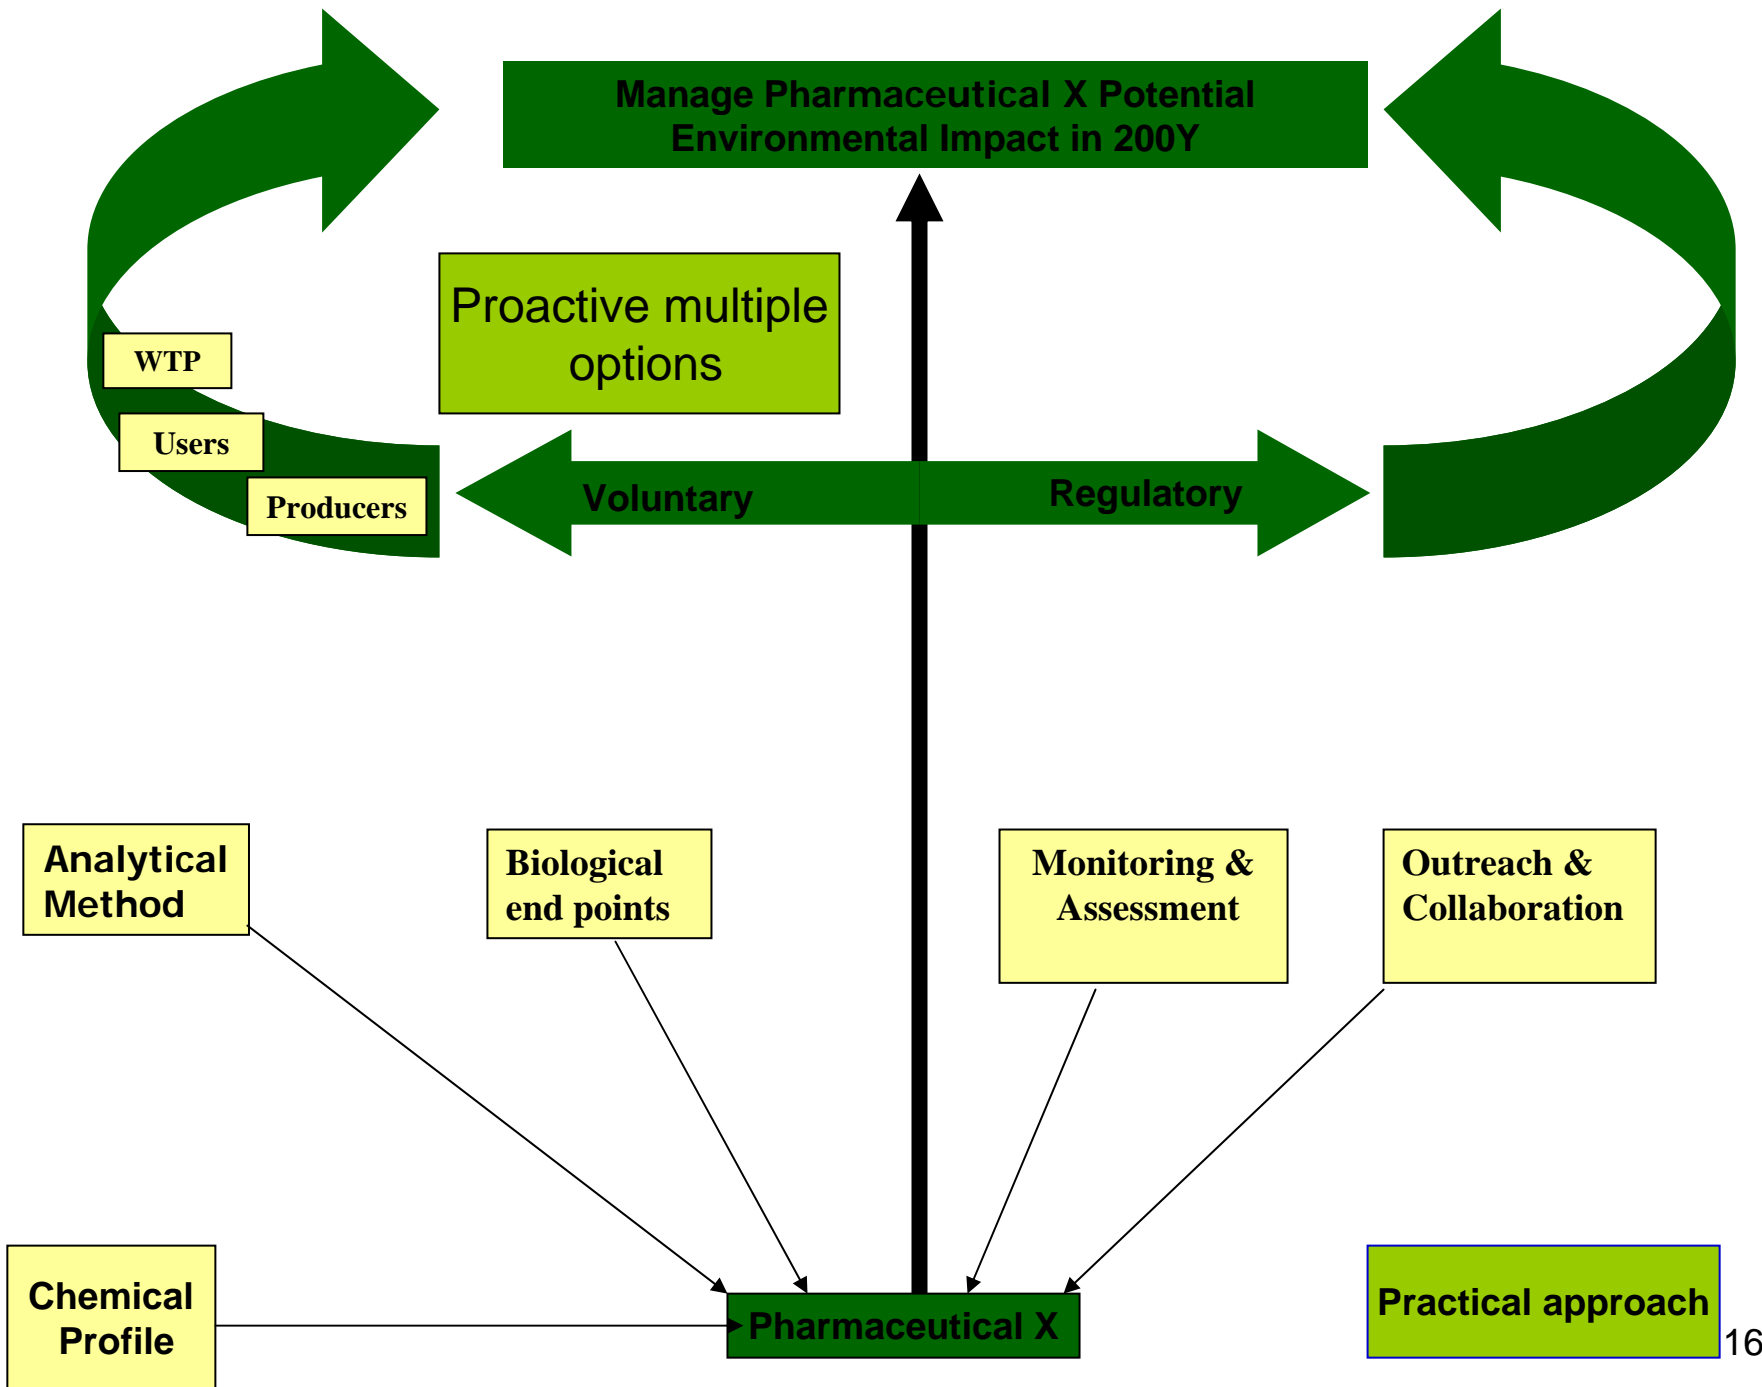 Manage Pharmaceutical X Potential
Environmental Impact in 200Y
Proactive multiple
options
WTP
Users
Producers
Voluntary
Regulatory
Analytical
Method
Biological
end points
Monitoring &
Assessment
Outreach &
Collaboration
Chemical
Profile
Pharmaceutical X
Practical approach
16